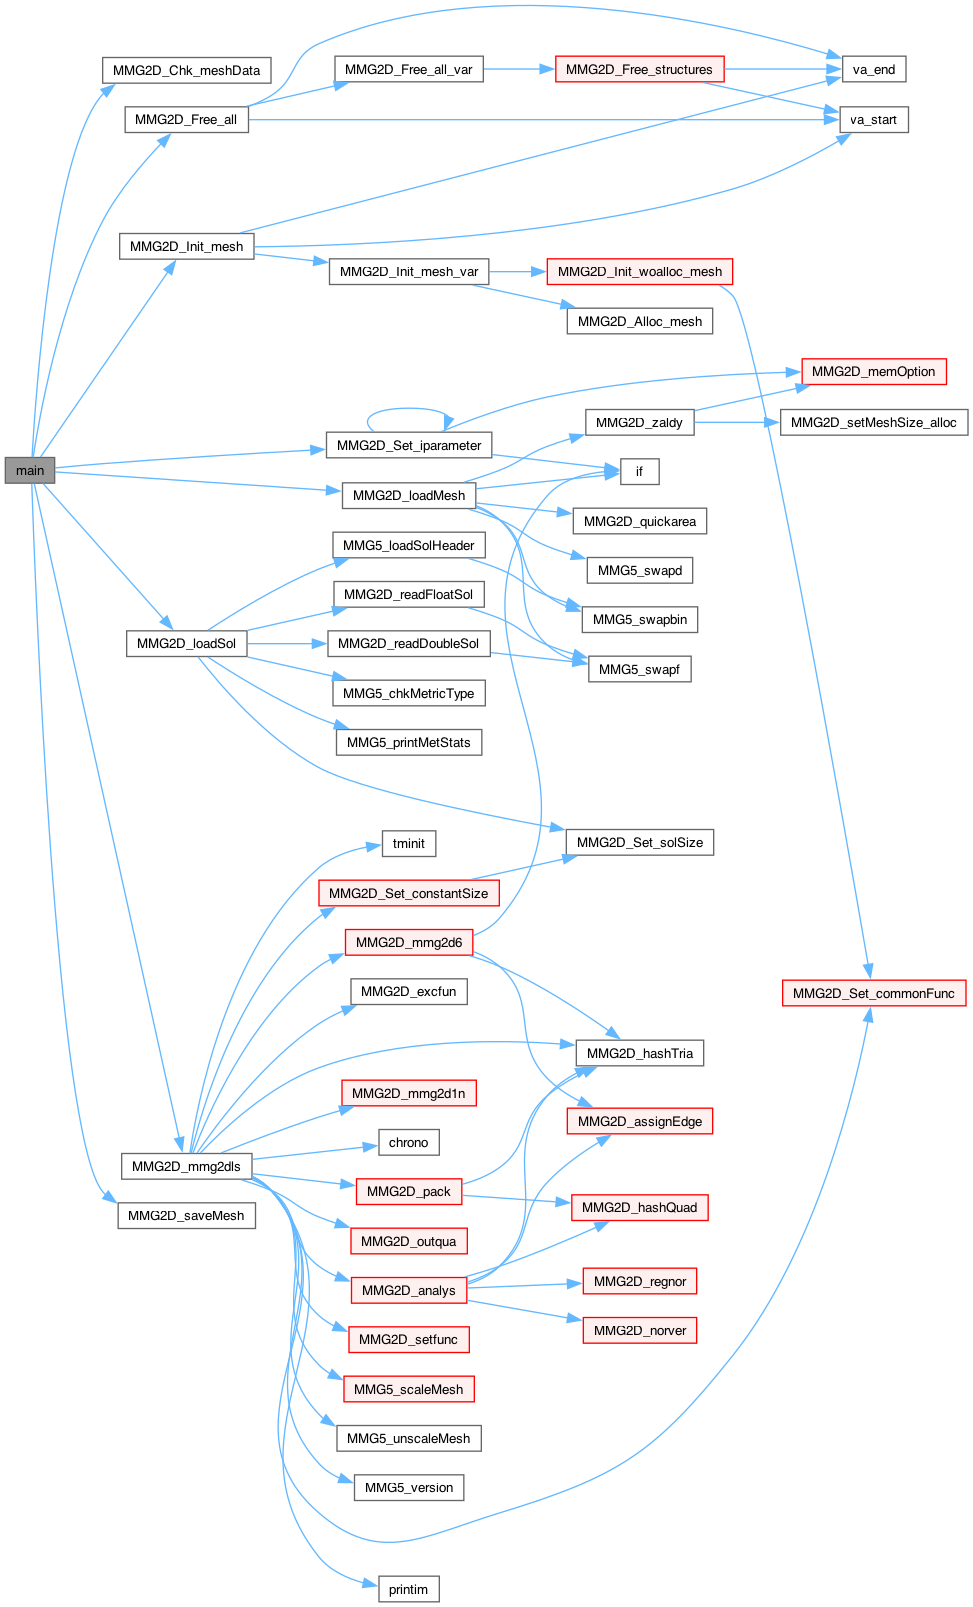 MMG2D_Chk_meshData
MMG2D_Free_all_var
MMG2D_Free_structures
va_end
MMG2D_Free_all
va_start
MMG2D_Init_mesh
MMG2D_Init_mesh_var
MMG2D_Init_woalloc_mesh
MMG2D_Alloc_mesh
MMG2D_memOption
MMG2D_zaldy
MMG2D_setMeshSize_alloc
MMG2D_Set_iparameter
main
if
MMG2D_loadMesh
MMG2D_quickarea
MMG5_loadSolHeader
MMG5_swapd
MMG2D_readFloatSol
MMG5_swapbin
MMG2D_loadSol
MMG2D_readDoubleSol
MMG5_swapf
MMG5_chkMetricType
MMG5_printMetStats
tminit
MMG2D_Set_solSize
MMG2D_Set_constantSize
MMG2D_mmg2d6
MMG2D_excfun
MMG2D_Set_commonFunc
MMG2D_hashTria
MMG2D_mmg2d1n
MMG2D_assignEdge
chrono
MMG2D_mmg2dls
MMG2D_pack
MMG2D_hashQuad
MMG2D_saveMesh
MMG2D_outqua
MMG2D_analys
MMG2D_regnor
MMG2D_norver
MMG2D_setfunc
MMG5_scaleMesh
MMG5_unscaleMesh
MMG5_version
printim